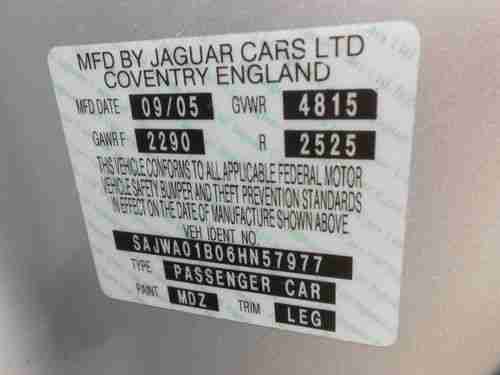 MFD BY JAGUAR CARS LTD
COVENTRY ENGLAND
MFD DATE 09/05 GVWR 4815
GAWR F 2290 R 2525
THIS VEHICLE CONFORMS TO ALL APPLICABLE FEDERAL MOTOR
VEHICLE SAFETY BUMPER AND THEFT PREVENTION STANDARDS
IN EFFECT ON THE DATE OF MANUFACTURE SHOWN ABOVE
VEH IDENT NO.
SAJWA01B06HN57977
TYPE PASSENGER CAR
PAINT MDZ TRIM LEG